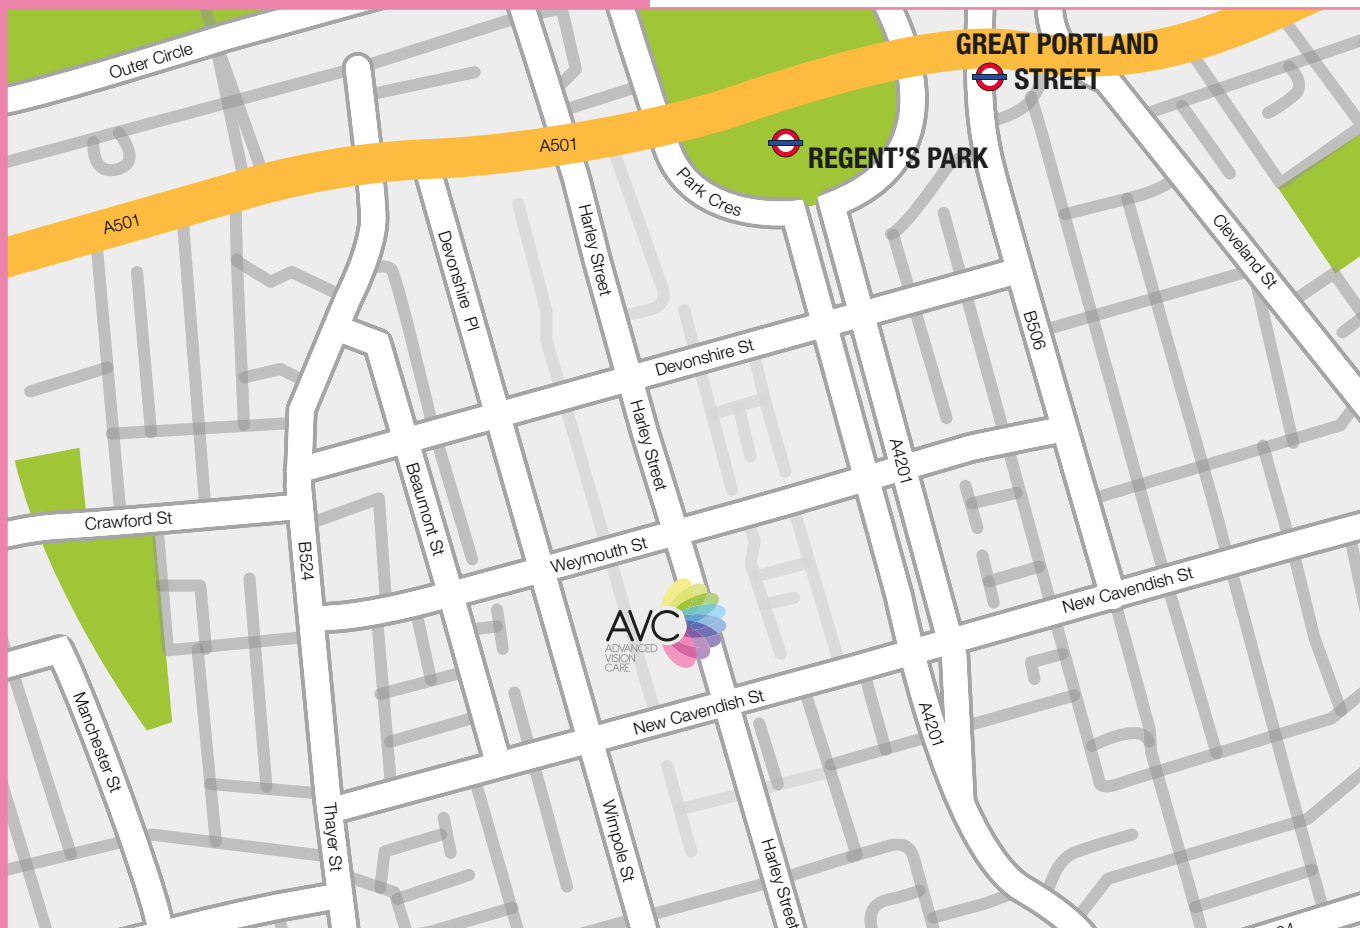 Outer Circle
GREAT PORTLAND
STREET
A501
REGENT'S PARK
Park Cres
A501
Harley Street
Devonshire Pl
Cleveland St
B506
Devonshire St
Harley Street
A4201
Beaumont St
Crawford St
B524
Weymouth St
New Cavendish St
AVC
ADVANCED
VISION
CARE
New Cavendish St
A4201
Manchester St
Thayer St
Wimpole St
Harley Street